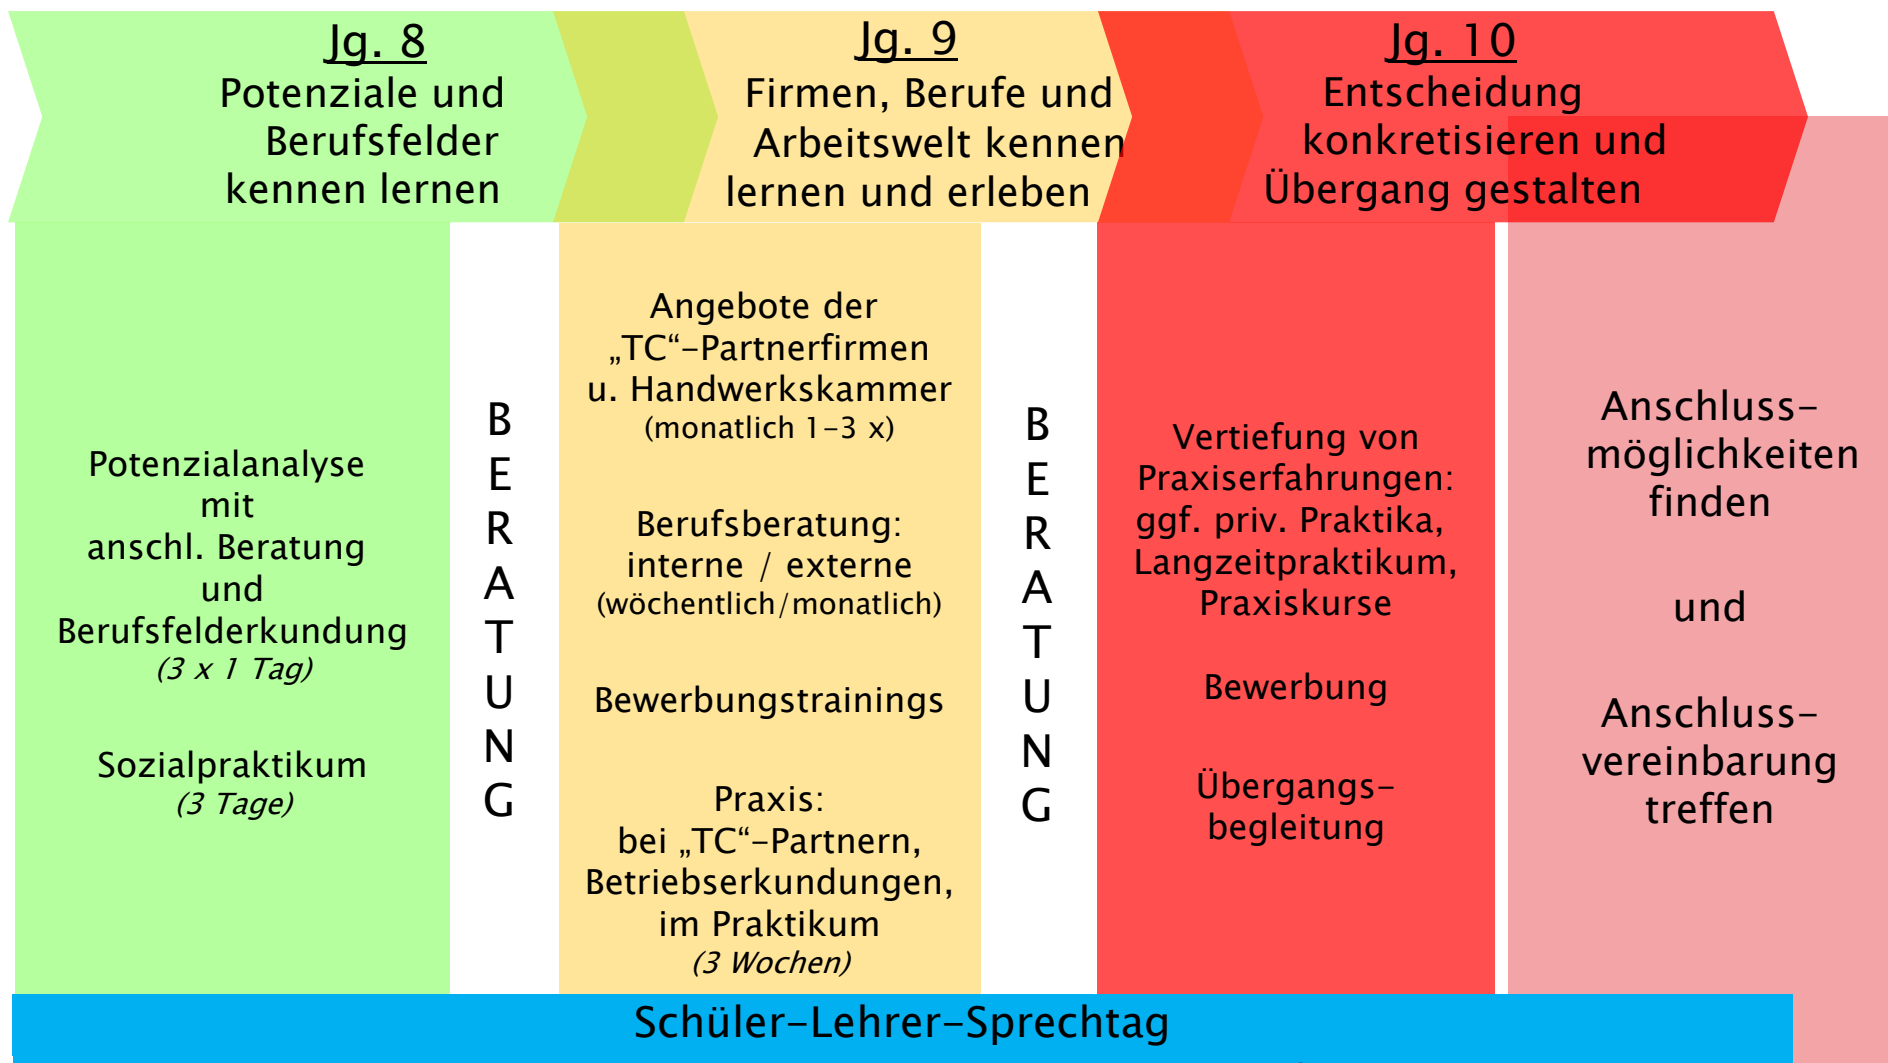 Jg. 8
Potenziale und
Berufsfelder
kennen lernen
Jg. 9
Firmen, Berufe und
Arbeitswelt kennen
lernen und erleben
Jg. 10
Entscheidung
konkretisieren und
Übergang gestalten
Potenzialanalyse
mit
anschl. Beratung
und
Berufsfelderkundung
(3 x 1 Tag)
Sozialpraktikum
(3 Tage)
B
E
R
A
T
U
N
G
Angebote der
„TC“-Partnerfirmen
u. Handwerkskammer
(monatlich 1-3 x)
Berufsberatung:
interne / externe
(wöchentlich/monatlich)
Bewerbungstrainings
Praxis:
bei „TC“-Partnern,
Betriebserkundungen,
im Praktikum
(3 Wochen)
B
E
R
A
T
U
N
G
Vertiefung von
Praxiserfahrungen:
ggf. priv. Praktika,
Langzeitpraktikum,
Praxiskurse
Bewerbung
Übergangs-
begleitung
Anschluss-
möglichkeiten
finden
und
Anschluss-
vereinbarung
treffen
Schüler-Lehrer-Sprechtag